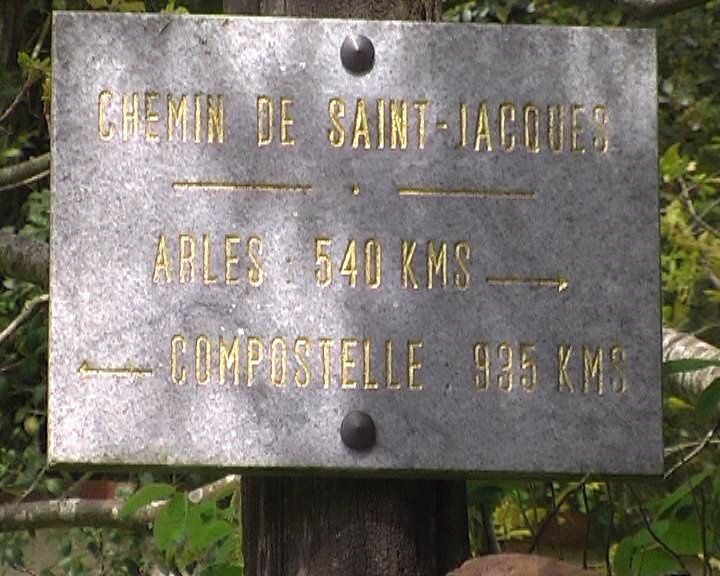 CHEMIN DE SAINT-JACQUES
ARLES : 540 KMS →
← COMPOSTELLE : 935 KMS